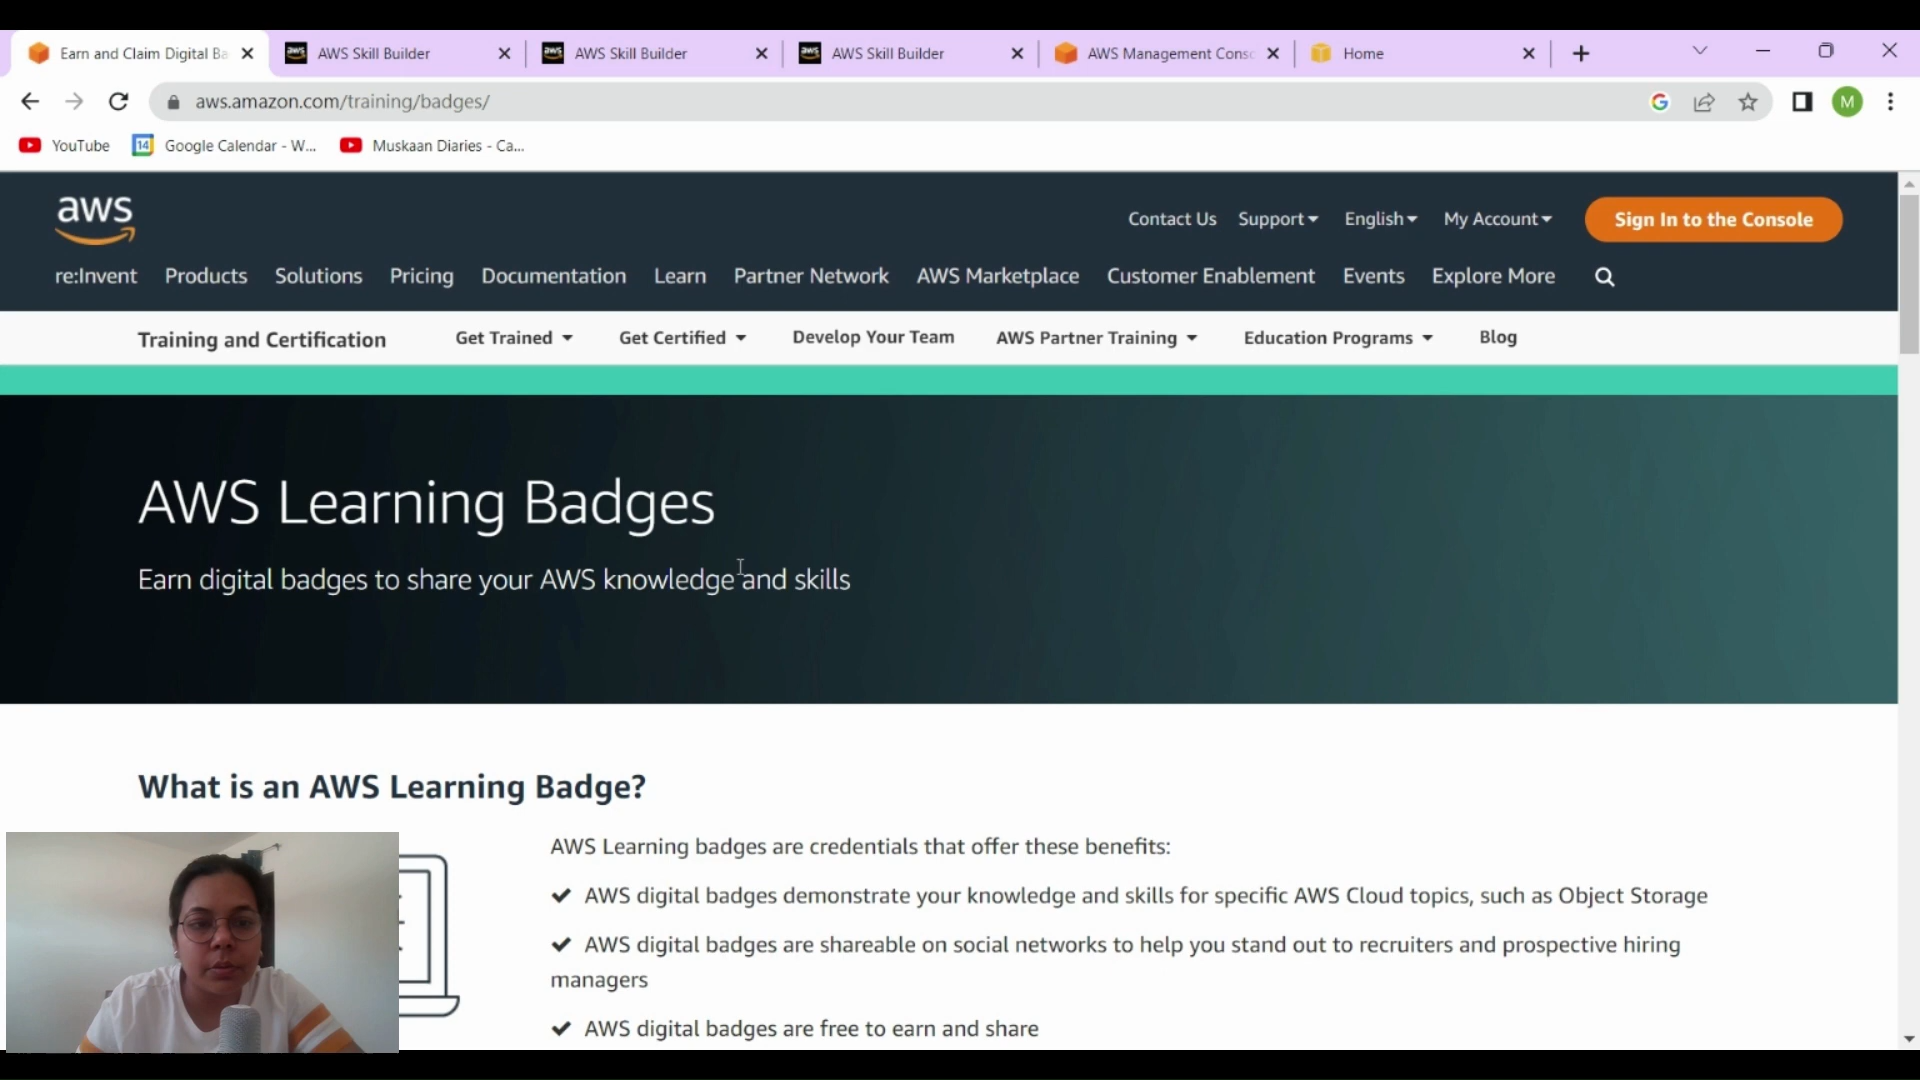 Earn and Claim Digital Ba
AWS Skill Builder
AWS Skill Builder
AWS Skill Builder
AWS Management Conso
Home
aws.amazon.com/training/badges/
M
YouTube
14
Google Calendar - W...
Muskaan Diaries - Ca...
aws
Contact Us Support English My Account Sign In to the Console
re:Invent Products Solutions Pricing Documentation Learn Partner Network AWS Marketplace Customer Enablement Events Explore More
Training and Certification Get Trained Get Certified Develop Your Team AWS Partner Training Education Programs Blog
AWS Learning Badges
Earn digital badges to share your AWS knowledge and skills
What is an AWS Learning Badge?
AWS Learning badges are credentials that offer these benefits:
✔ AWS digital badges demonstrate your knowledge and skills for specific AWS Cloud topics, such as Object Storage
✔ AWS digital badges are shareable on social networks to help you stand out to recruiters and prospective hiring
managers
✔ AWS digital badges are free to earn and share